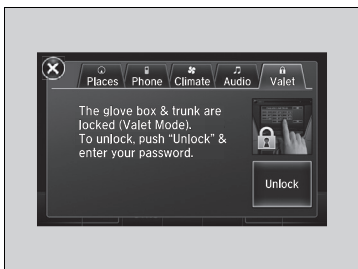 Places Phone Climate Audio Valet
The glove box & trunk are
locked (Valet Mode).
To unlock, push “Unlock” &
enter your password.
Unlock